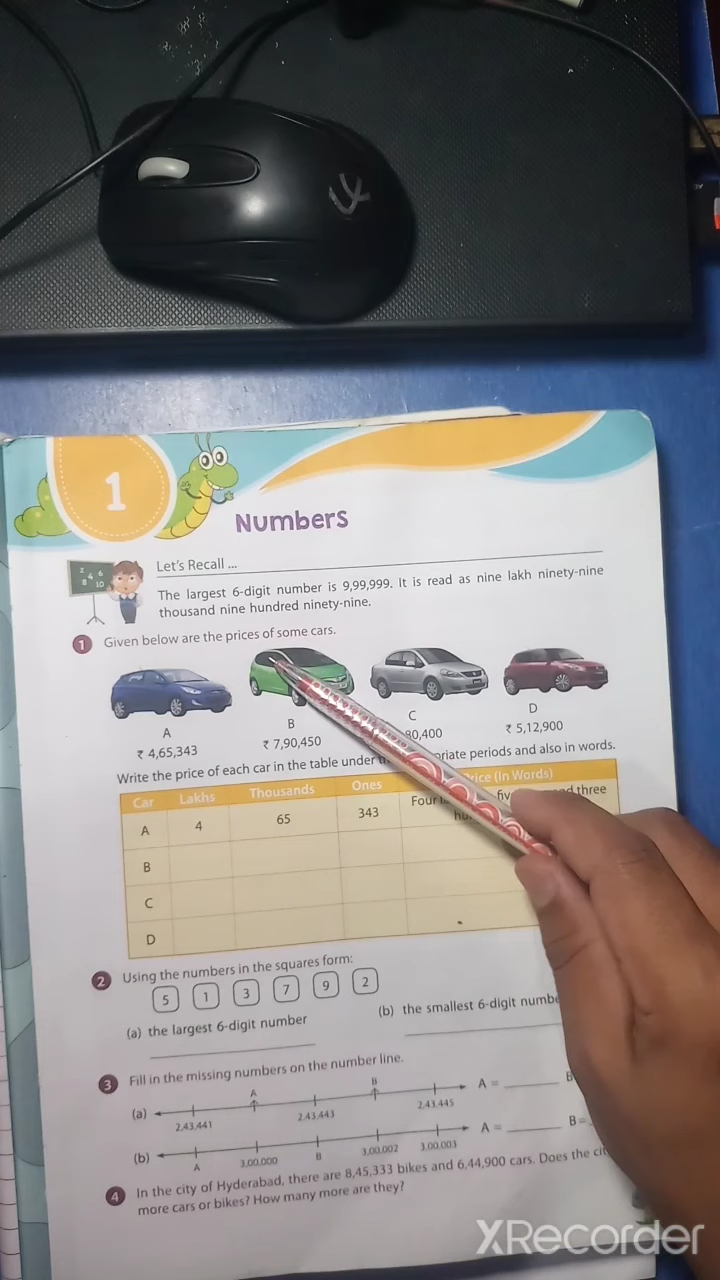 1
Numbers
Let's Recall ...
2 4 6
8 10
The largest 6-digit number is 9,99,999. It is read as nine lakh ninety-nine
thousand nine hundred ninety-nine.
1 Given below are the prices of some cars.
A B C D
₹ 4,65,343 ₹ 7,90,450 80,400 ₹ 5,12,900
Write the price of each car in the table under priate periods and also in words.
Car Lakhs Thousands Ones Price (In Words)
A 4 65 343 Four three
B
C
D
2 Using the numbers in the squares form:
5 1 3 7 9 2
(a) the largest 6-digit number (b) the smallest 6-digit numbe
3 Fill in the missing numbers on the number line.
(a) A B A = B
2,43,441 2,43,443 2,43,445
(b) A = B =
A 3,00,000 B 3,00,002 3,00,003
4 In the city of Hyderabad, there are 8,45,333 bikes and 6,44,900 cars. Does the cit
more cars or bikes? How many more are they?
XRecorder